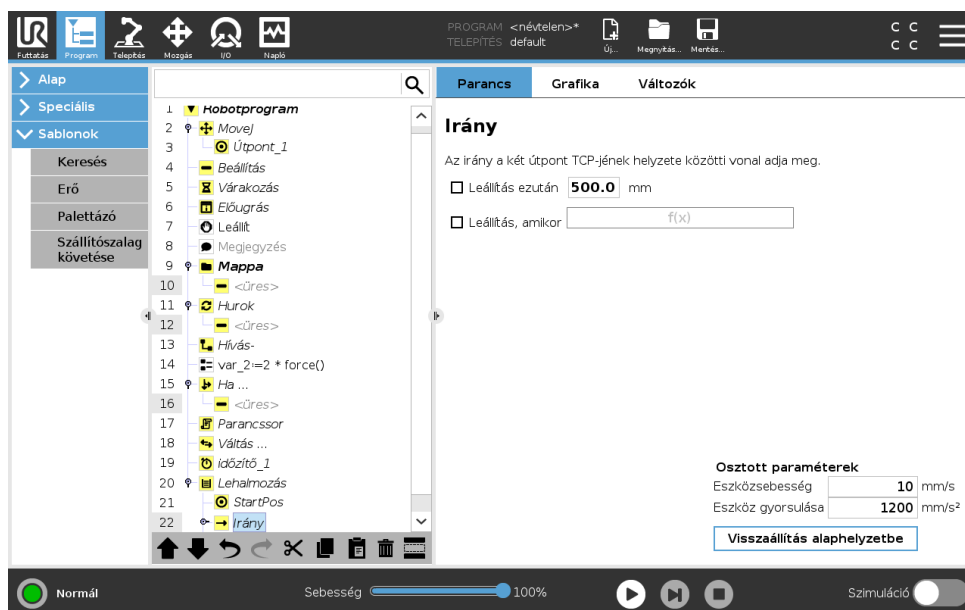 UR
PROGRAM <névtelen>*
TELEPÍTÉS default
Futtatás Program Telepítés Mozgás I/O Napló
Új... Megnyitás... Mentés...
C C
C C
Alap
Speciális
Sablonok
Keresés
Erő
Palettázó
Szállítószalag
követése
1 Robotprogram
2 MoveJ
3 Útpont_1
4 Beállítás
5 Várakozás
6 Előugrás
7 Leállít
8 Megjegyzés
9 Mappa
10 <üres>
11 Hurok
12 <üres>
13 Hívás-
14 var_2:=2 * force()
15 Ha ...
16 <üres>
17 Parancssor
18 Váltás ...
19 időzítő_1
20 Lehalmozás
21 StartPos
22 Irány
Parancs Grafika Változók
Irány
Az irány a két útpont TCP-jének helyzete közötti vonal adja meg.
Leállítás ezután 500.0 mm
Leállítás, amikor f(x)
Osztott paraméterek
Eszközsebesség 10 mm/s
Eszköz gyorsulása 1200 mm/s²
Visszaállítás alaphelyzetbe
Normál
Sebesség 100%
Szimuláció